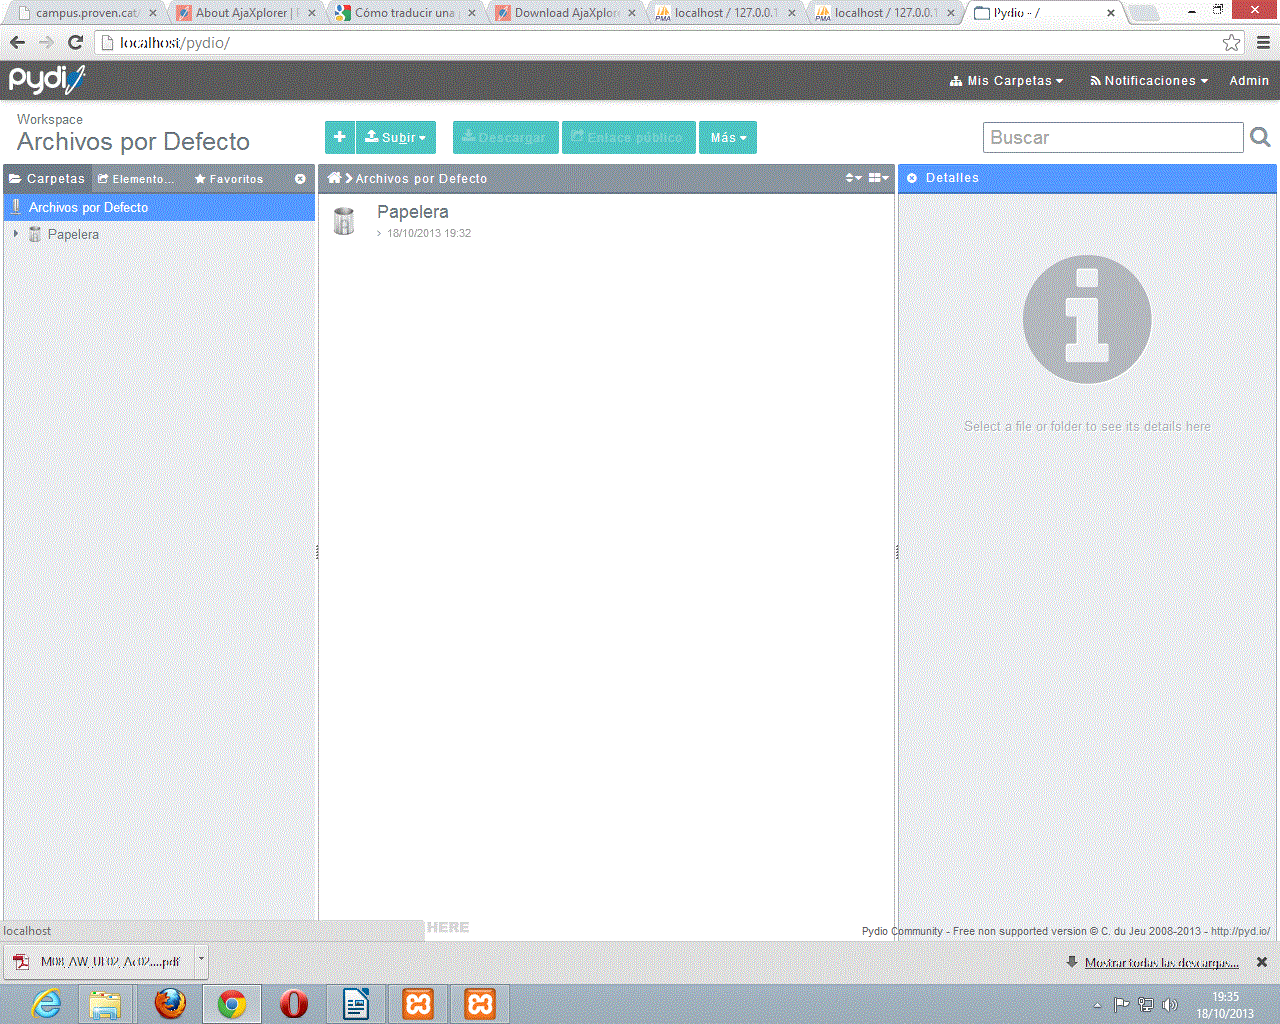 campus.proven.cat/
About AjaXplorer | P
Cómo traducir una
Download AjaXplore
localhost / 127.0.0.1
localhost / 127.0.0.1
Pydio - /
localhost/pydio/
pydi
Mis Carpetas
Notificaciones
Admin
Workspace
Archivos por Defecto
+ Subir
Descargar
Enlace público
Más
Buscar
Carpetas
Elemento...
Favoritos
Archivos por Defecto
Detalles
Archivos por Defecto
Papelera
Papelera
18/10/2013 19:32
Select a file or folder to see its details here
localhost
HERE
Pydio Community - Free non supported version © C. du Jeu 2008-2013 - http://pyd.io/
M08_AW_UF02_Ac02....pdf
Mostrar todas las descargas...
19:35
18/10/2013